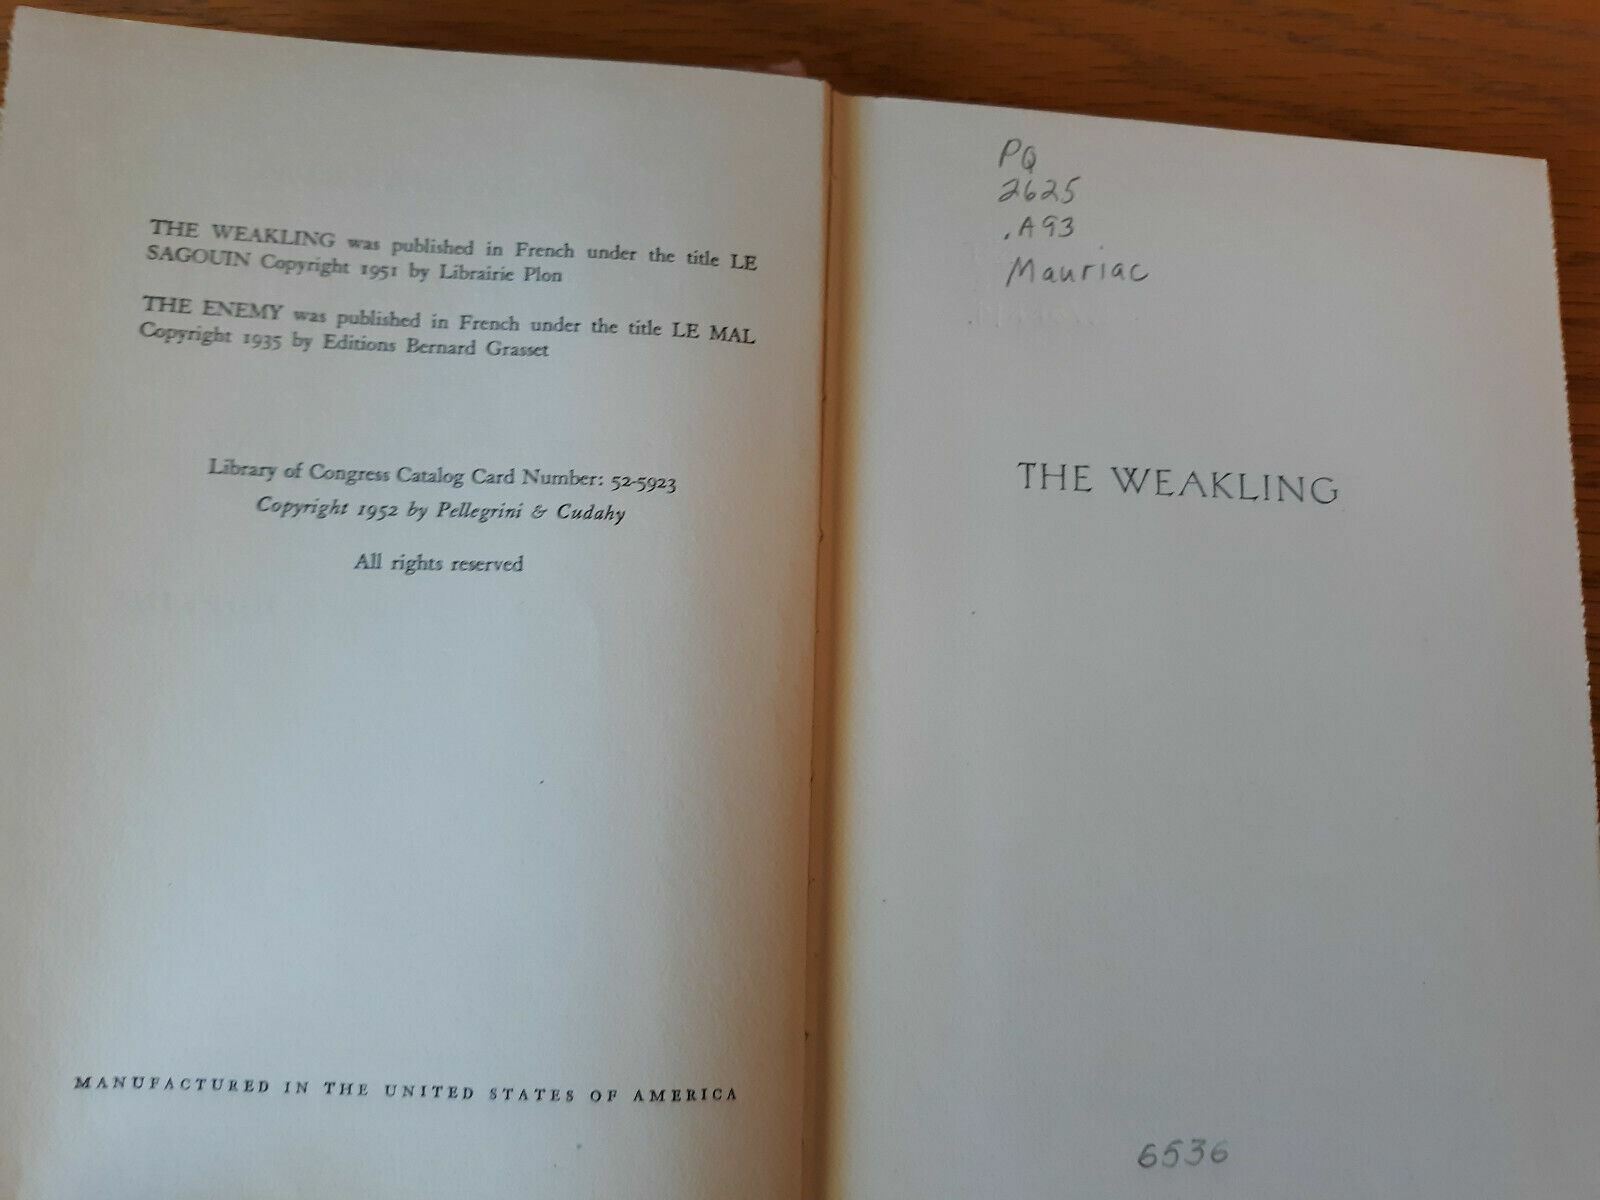 THE WEAKLING was published in French under the title LE
SAGOUIN Copyright 1951 by Librairie Plon
THE ENEMY was published in French under the title LE MAL
Copyright 1935 by Editions Bernard Grasset
Library of Congress Catalog Card Number: 52-5923
Copyright 1952 by Pellegrini & Cudahy
All rights reserved
MANUFACTURED IN THE UNITED STATES OF AMERICA
PQ
2625
.A93
Mauriac
THE WEAKLING
6536